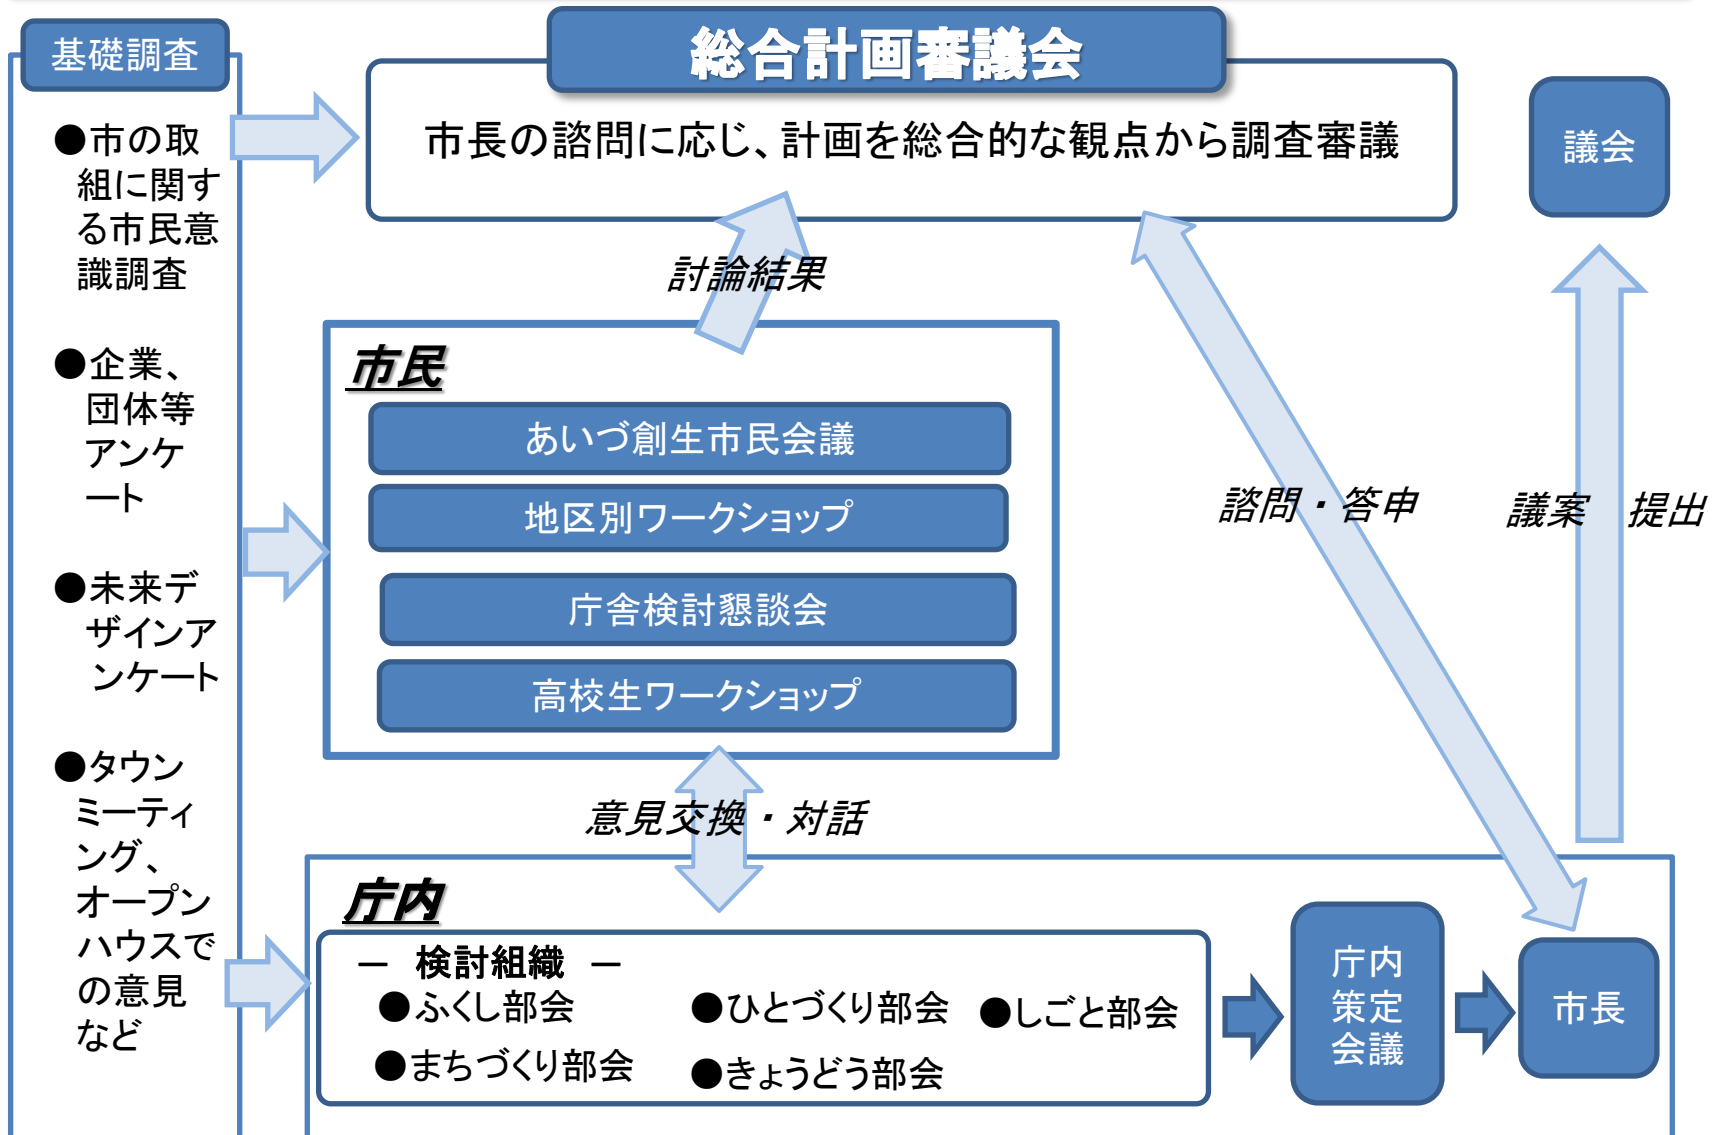 基礎調査
●市の取
組に関す
る市民意
識調査
●企業、
団体等
アンケ
ート
●未来デ
ザインア
ンケート
●タウン
ミーティ
ング、
オープン
ハウスで
の意見
など
総合計画審議会
市長の諮問に応じ、計画を総合的な観点から調査審議
議会
討論結果
市民
あいづ創生市民会議
地区別ワークショップ
庁舎検討懇談会
高校生ワークショップ
諮問・答申
議案　提出
意見交換・対話
庁内
－　検討組織　－
●ふくし部会
●ひとづくり部会
●しごと部会
●まちづくり部会
●きょうどう部会
庁内
策定
会議
市長